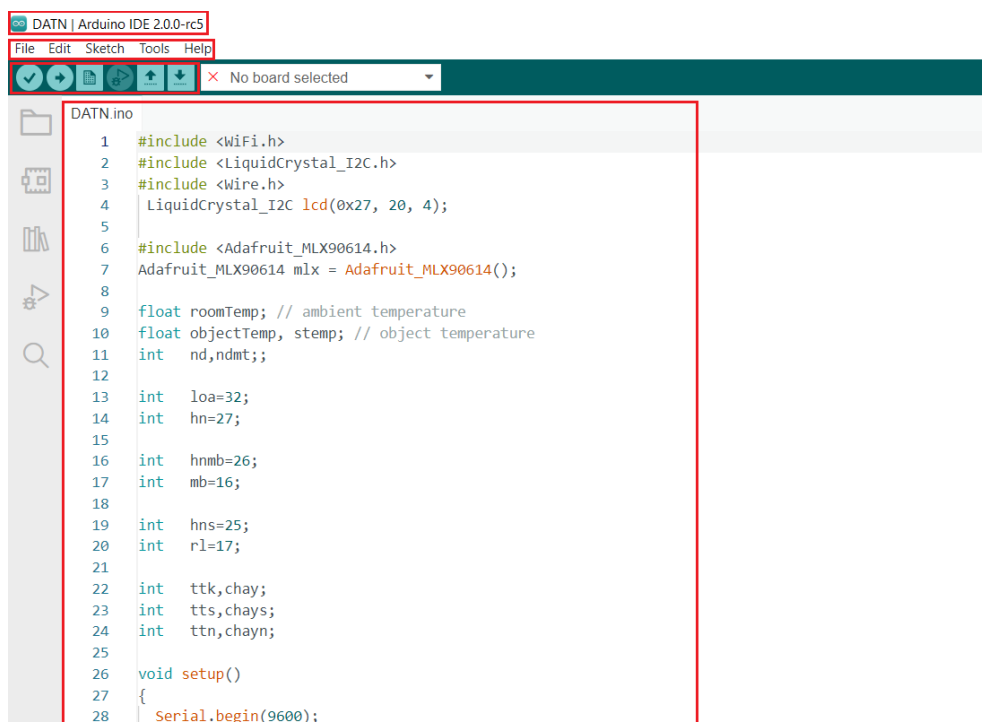 DATN | Arduino IDE 2.0.0-rc5
File Edit Sketch Tools Help
No board selected
DATN.ino
1 #include <WiFi.h>
2 #include <LiquidCrystal_I2C.h>
3 #include <Wire.h>
4 LiquidCrystal_I2C lcd(0x27, 20, 4);
5
6 #include <Adafruit_MLX90614.h>
7 Adafruit_MLX90614 mlx = Adafruit_MLX90614();
8
9 float roomTemp; // ambient temperature
10 float objectTemp, stemp; // object temperature
11 int   nd,ndmt;;
12
13 int   loa=32;
14 int   hn=27;
15
16 int   hnmb=26;
17 int   mb=16;
18
19 int   hns=25;
20 int   rl=17;
21
22 int   ttk,chay;
23 int   tts,chays;
24 int   ttn,chayn;
25
26 void setup()
27 {
28   Serial.begin(9600);